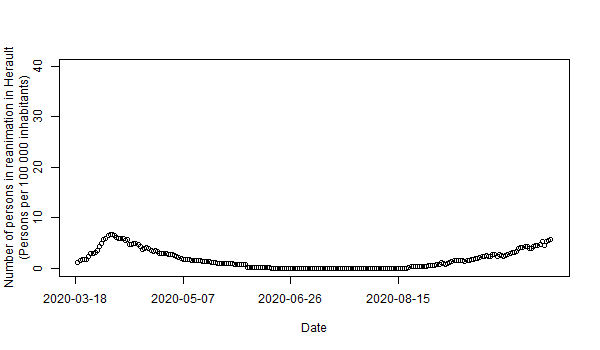 Number of persons in reanimation in Herault
(Persons per 100 000 inhabitants)
40
30
20
10
0
2020-03-18 2020-05-07 2020-06-26 2020-08-15
Date